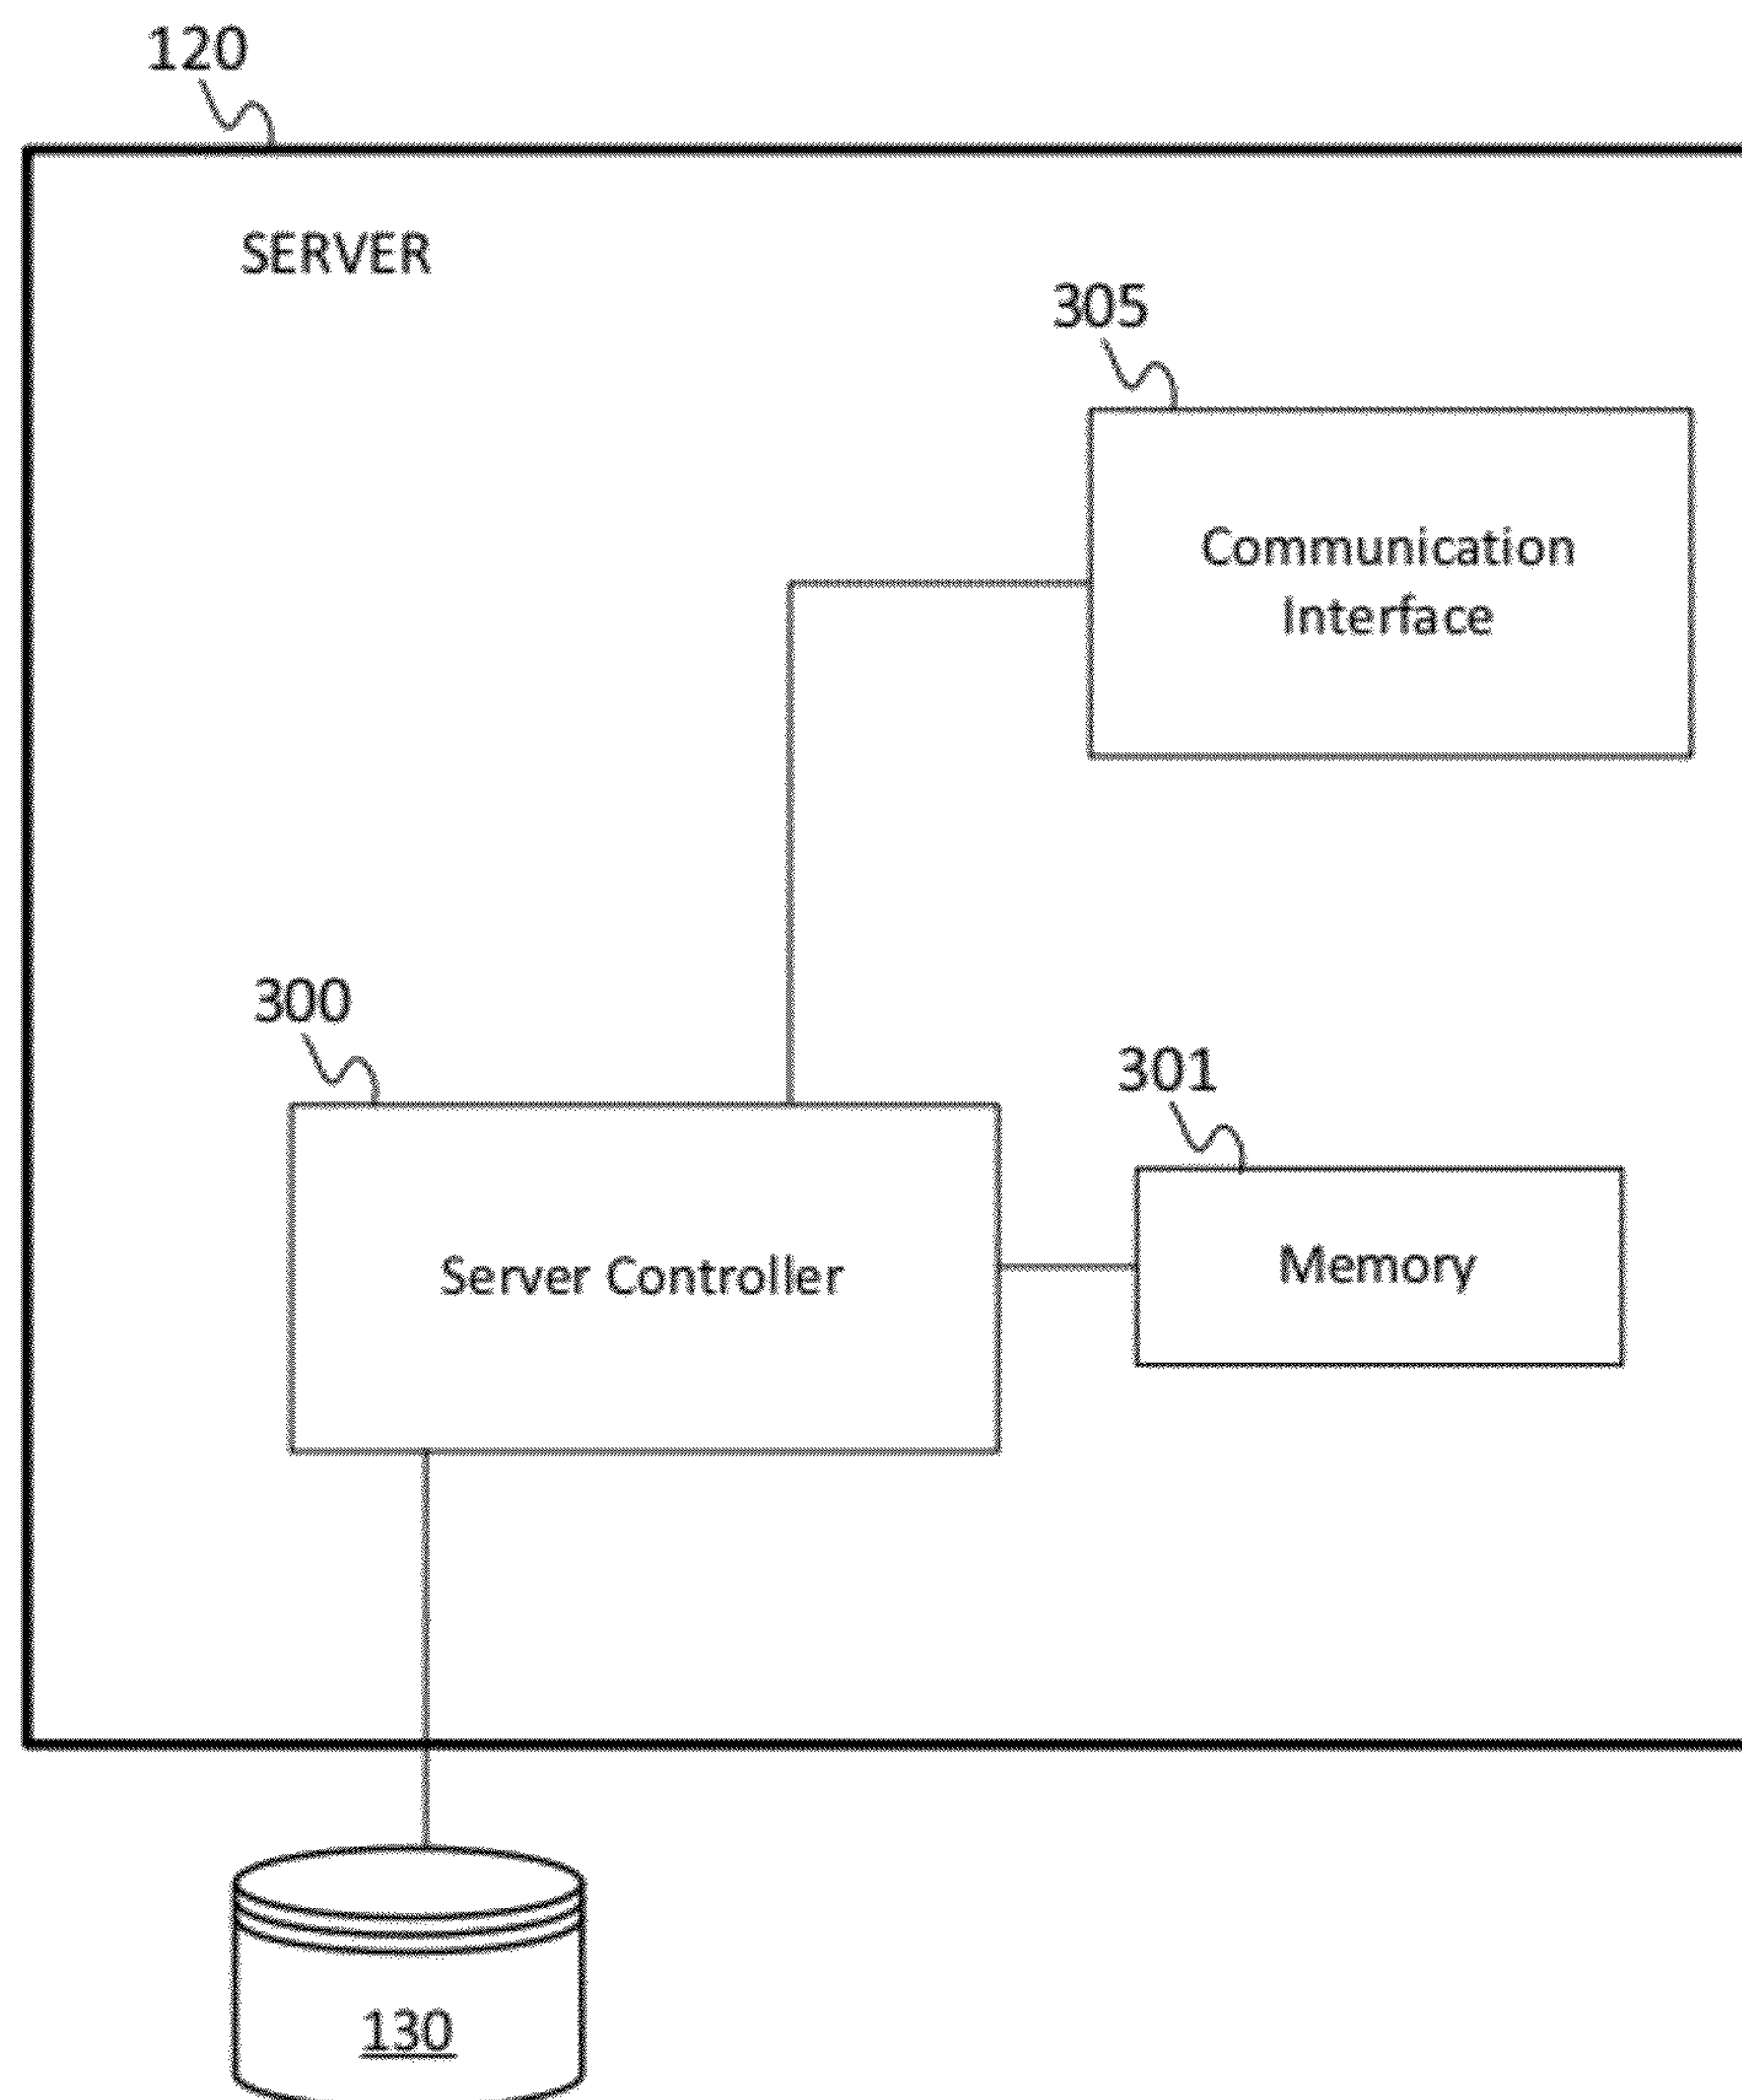 120
SERVER
305
Communication
Interface
300
301
Server Controller
Memory
130